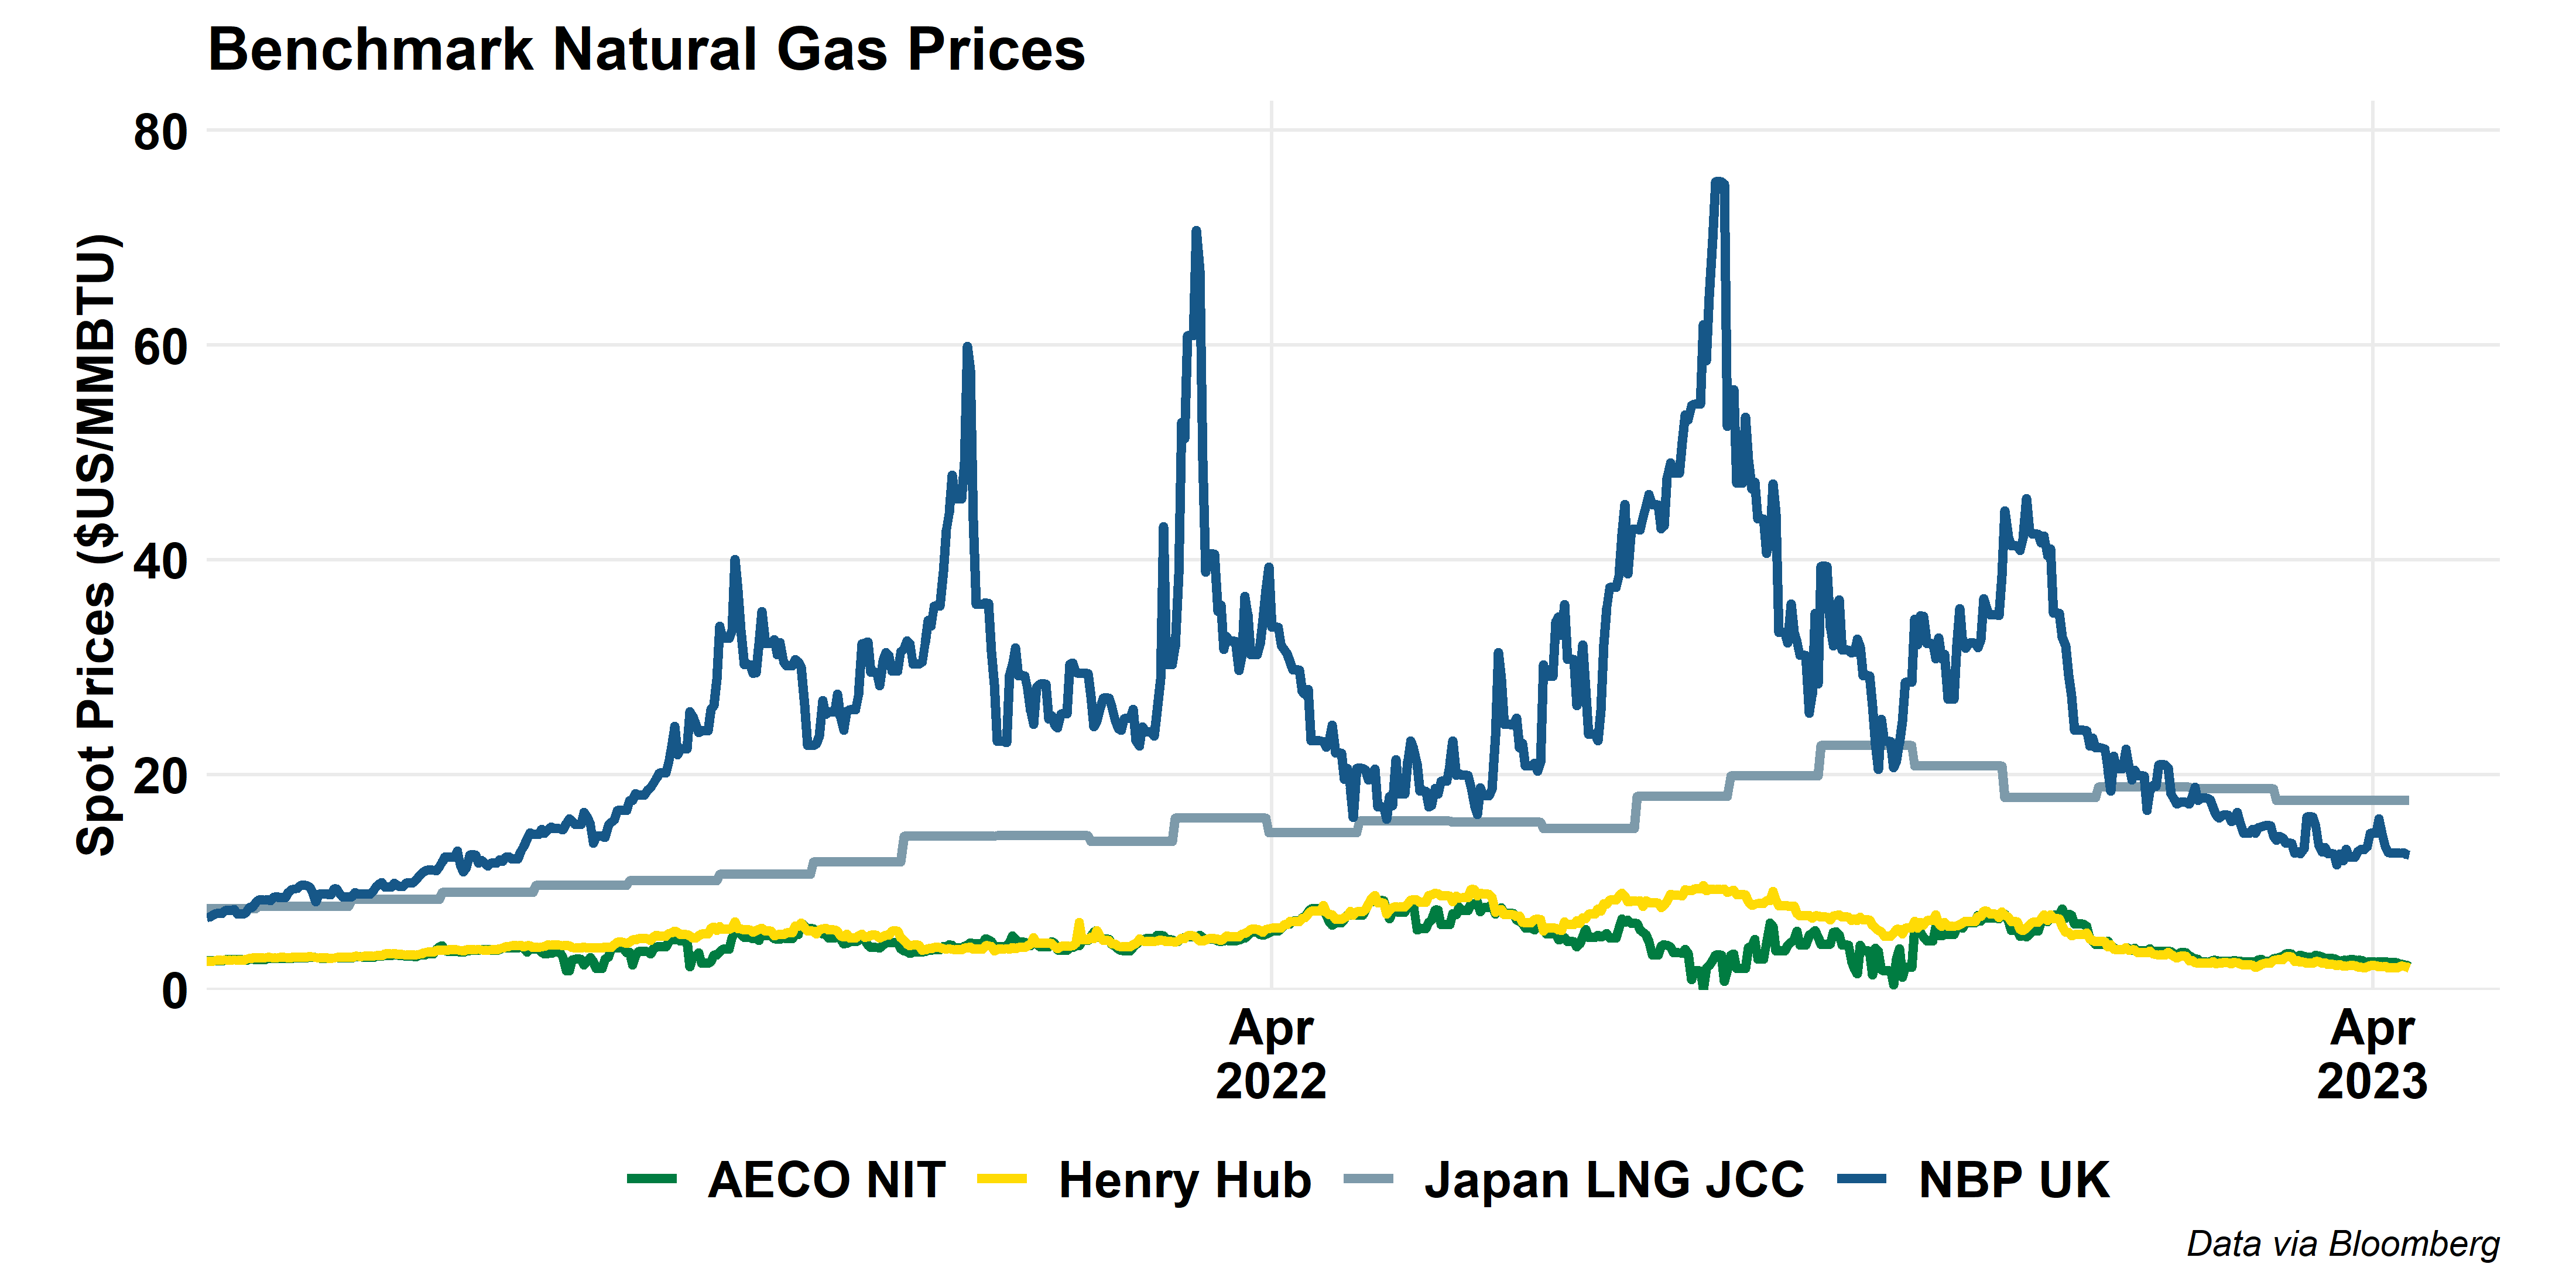 Benchmark Natural Gas Prices
Spot Prices ($US/MMBTU)
80
60
40
20
0
Apr
2022
Apr
2023
AECO NIT
Henry Hub
Japan LNG JCC
NBP UK
Data via Bloomberg